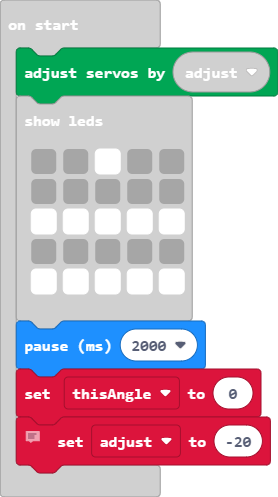 on start
adjust servos by adjust
show leds
pause (ms) 2000
set thisAngle to 0
set adjust to -20